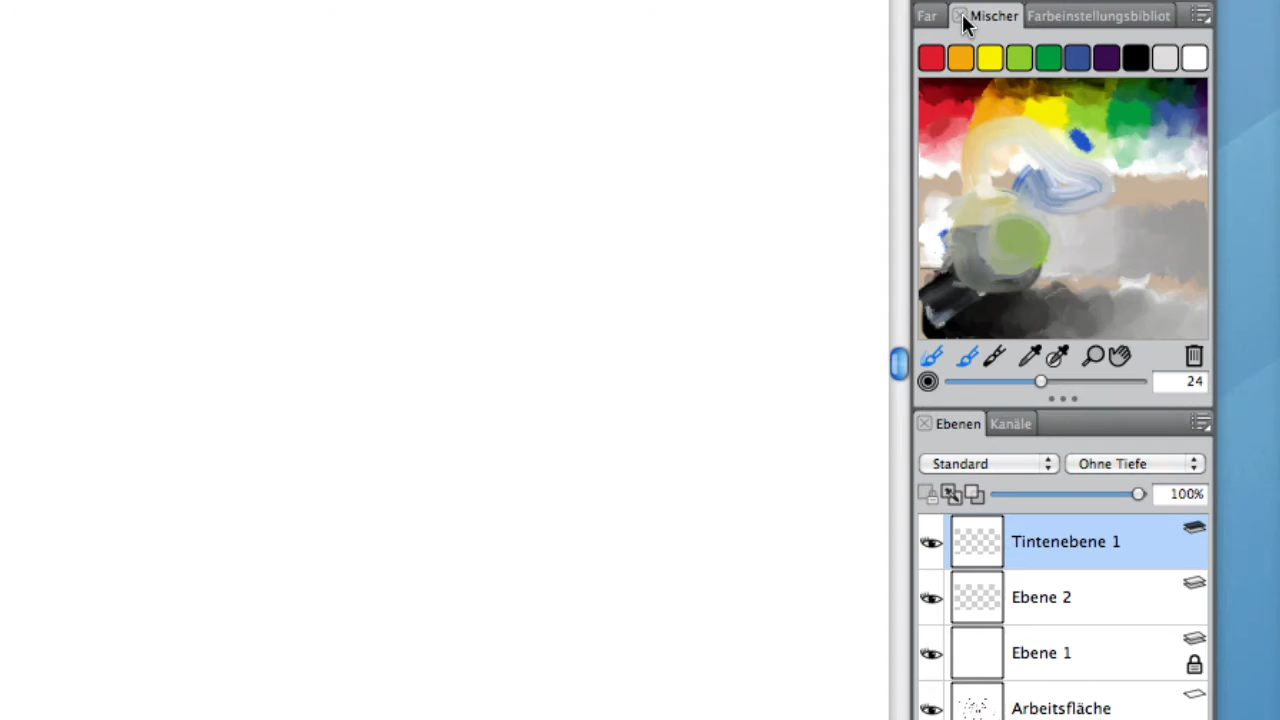 Far Mischer Farbeinstellungsbibliot
24
Ebenen Kanäle
Standard Ohne Tiefe
100%
Tintenebene 1
Ebene 2
Ebene 1
Arbeitsfläche